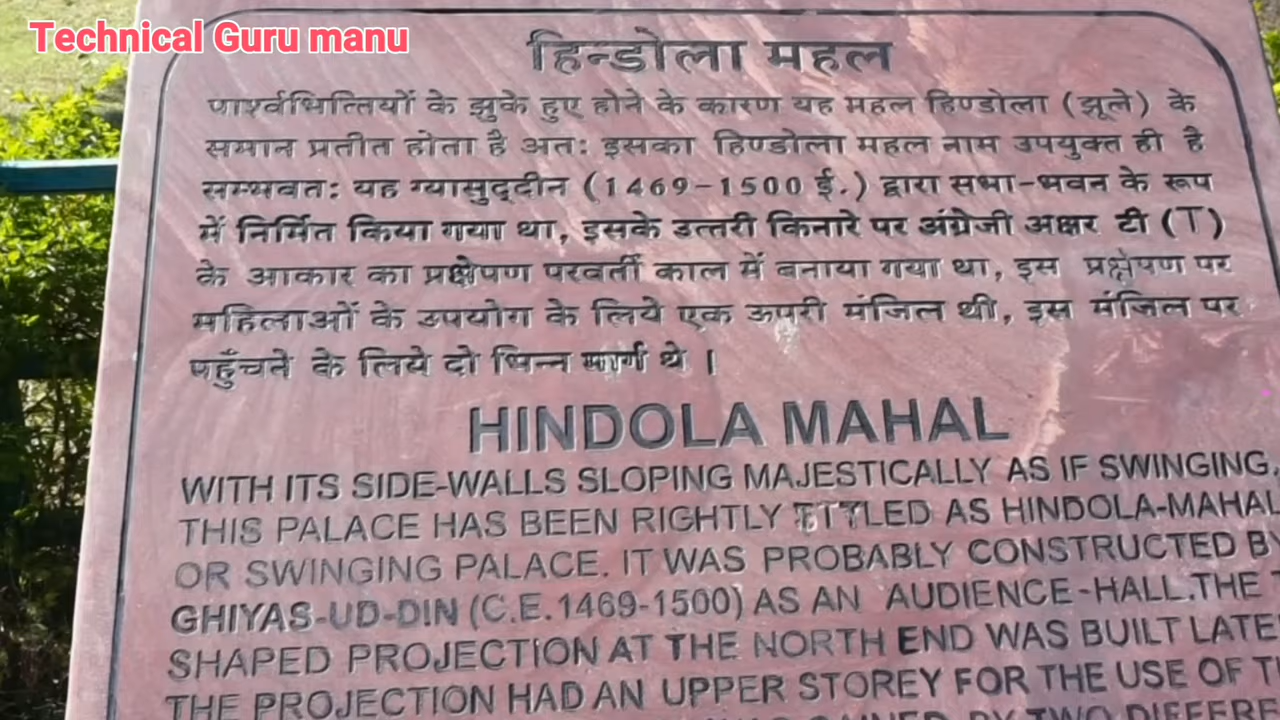 Technical Guru manu
हिन्डोला महल
पार्श्वभित्तियों के झुके हुए होने के कारण यह महल हिण्डोला (झूले) के
समान प्रतीत होता है अतः इसका हिण्डोला महल नाम उपयुक्त ही है
सम्भवतः यह ग्यासुद्दीन (1469-1500 ई.) द्वारा सभा-भवन के रूप
में निर्मित किया गया था, इसके उत्तरी किनारे पर अंग्रेजी अक्षर टी (T)
के आकार का प्रक्षेपण परवर्ती काल में बनाया गया था, इस प्रक्षेपण पर
महिलाओं के उपयोग के लिये एक ऊपरी मंजिल थी, इस मंजिल पर
पहुँचने के लिये दो भिन्न मार्ग थे ।
HINDOLA MAHAL
WITH ITS SIDE-WALLS SLOPING MAJESTICALLY AS IF SWINGING,
THIS PALACE HAS BEEN RIGHTLY TITLED AS HINDOLA-MAHAL
OR SWINGING PALACE. IT WAS PROBABLY CONSTRUCTED BY
GHIYAS-UD-DIN (C.E.1469-1500) AS AN AUDIENCE-HALL.THE
SHAPED PROJECTION AT THE NORTH END WAS BUILT
THE PROJECTION HAD AN UPPER STOREY FOR THE USE OF
BY TWO